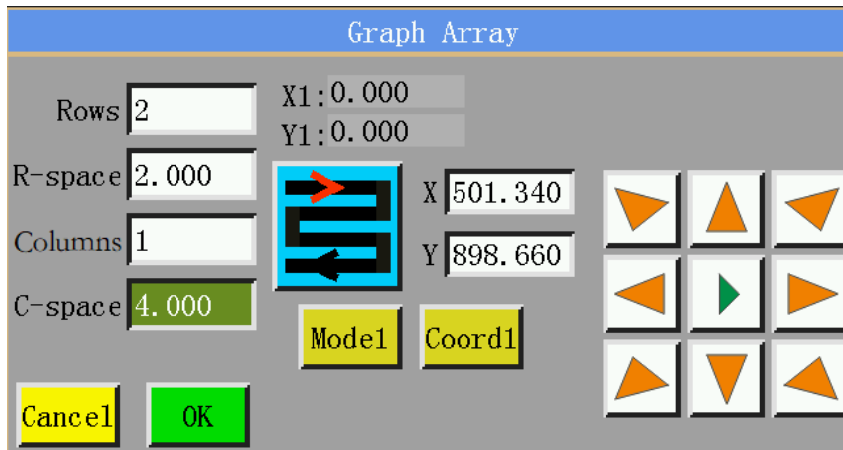 Graph Array
Rows 2
X1:0.000
Y1:0.000
R-space 2.000
X 501.340
Columns 1
Y 898.660
C-space 4.000
Mode1 Coord1
Cancel OK